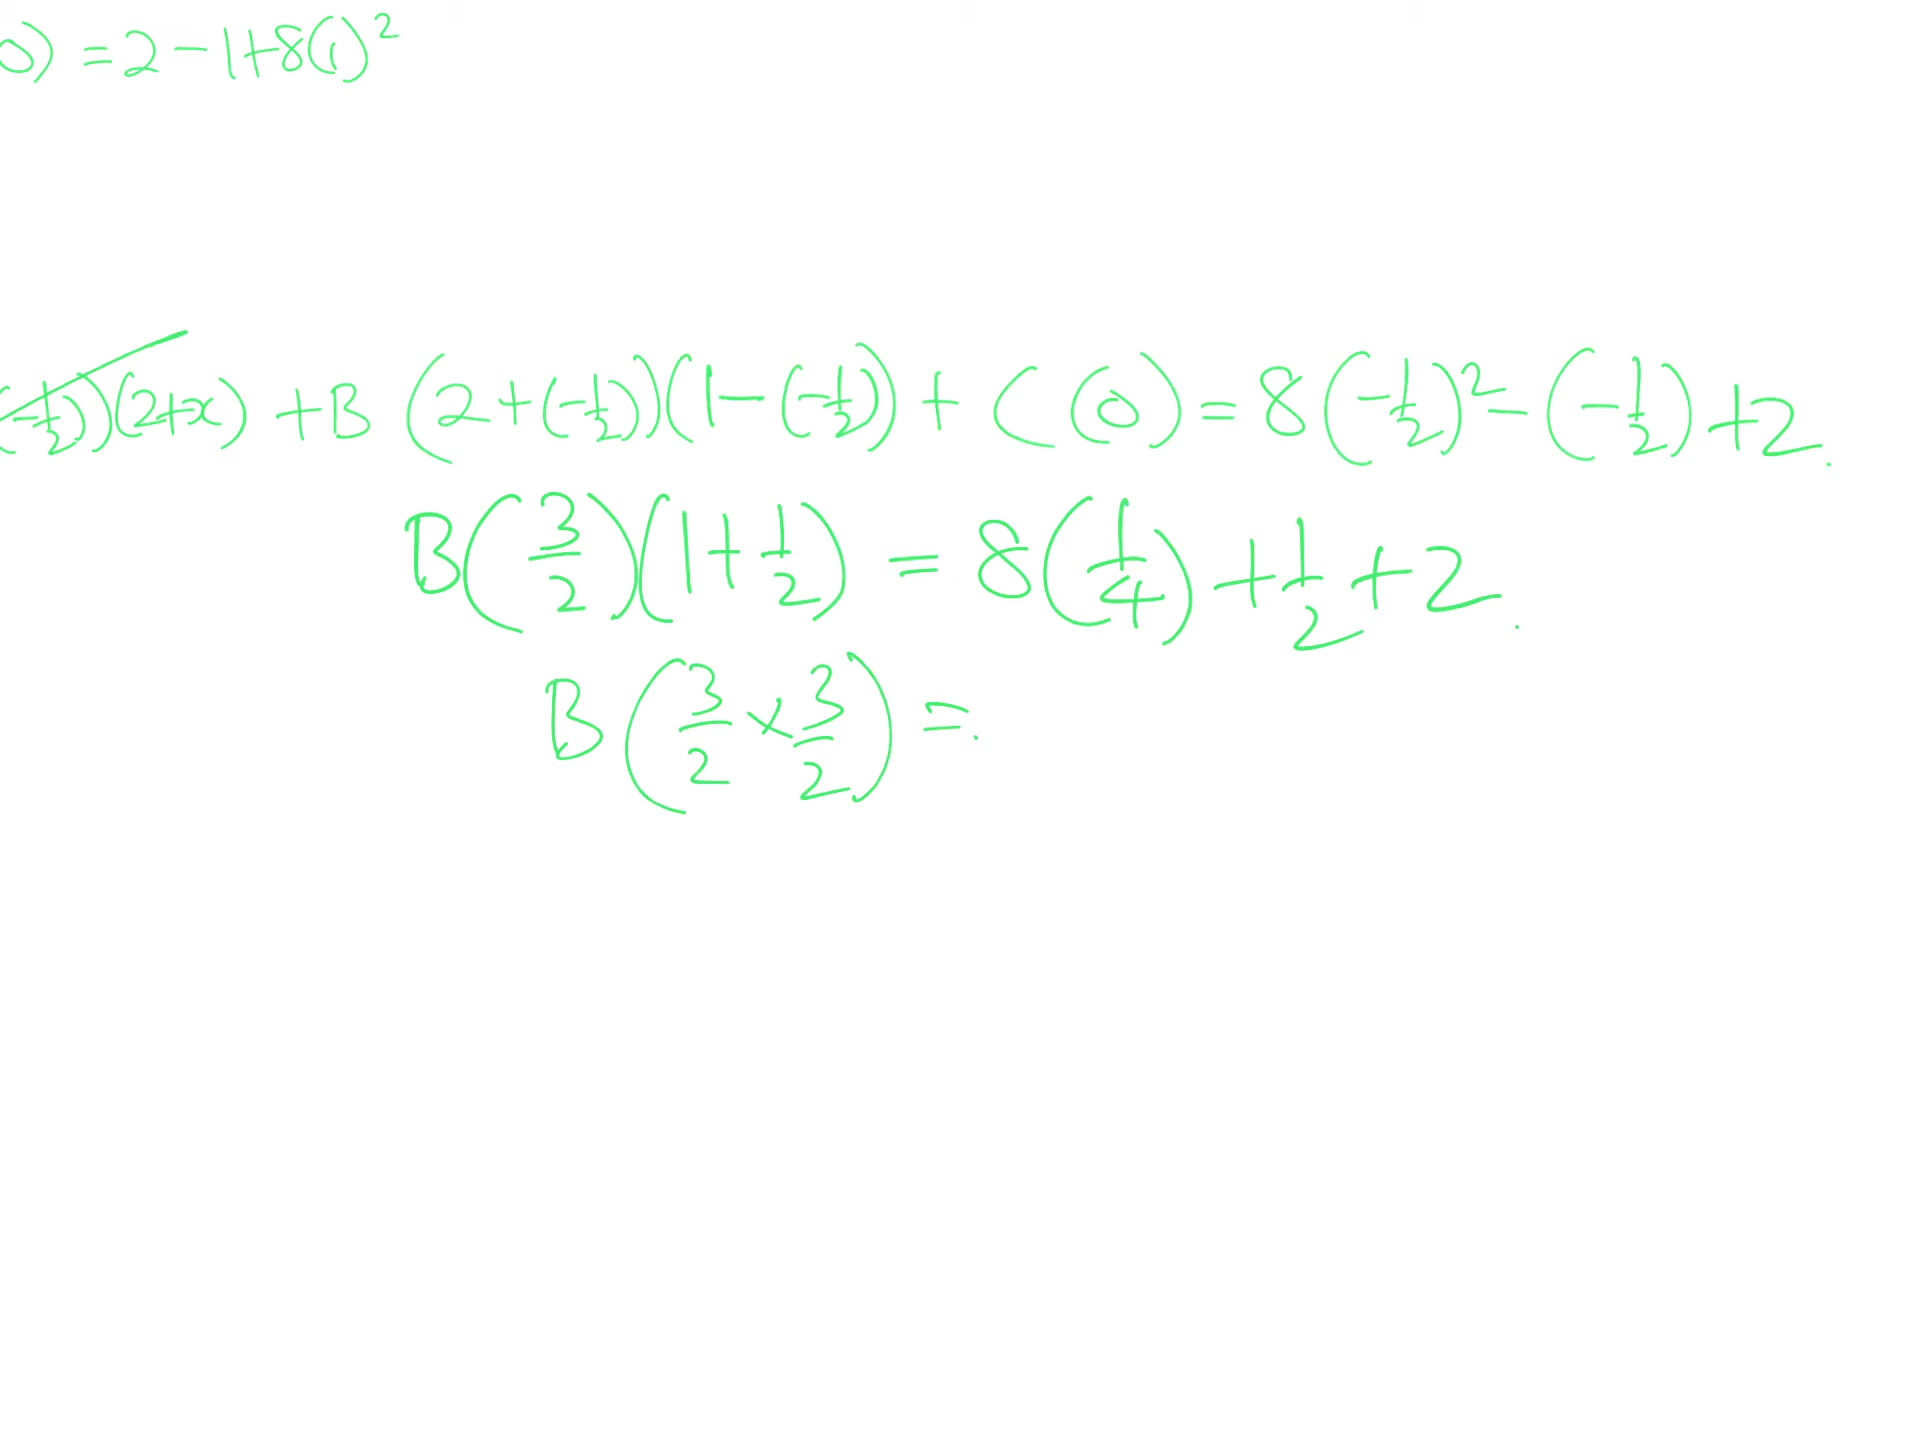 0) = 2 - 1 + 8(1)²
(-1/2))(2+x) + B (2+(-1/2))(1-(-1/2)) + C(0) = 8(-1/2)² - (-1/2) + 2.
B(3/2)(1+1/2) = 8(1/4) + 1/2 + 2.
B(3/2 × 3/2) =.